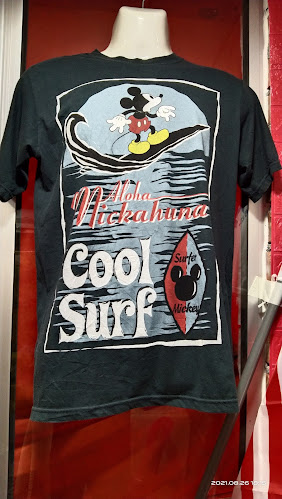 Aloha
Mickahuna
Cool
Surf
Surfer
Mickey
2021.06.26